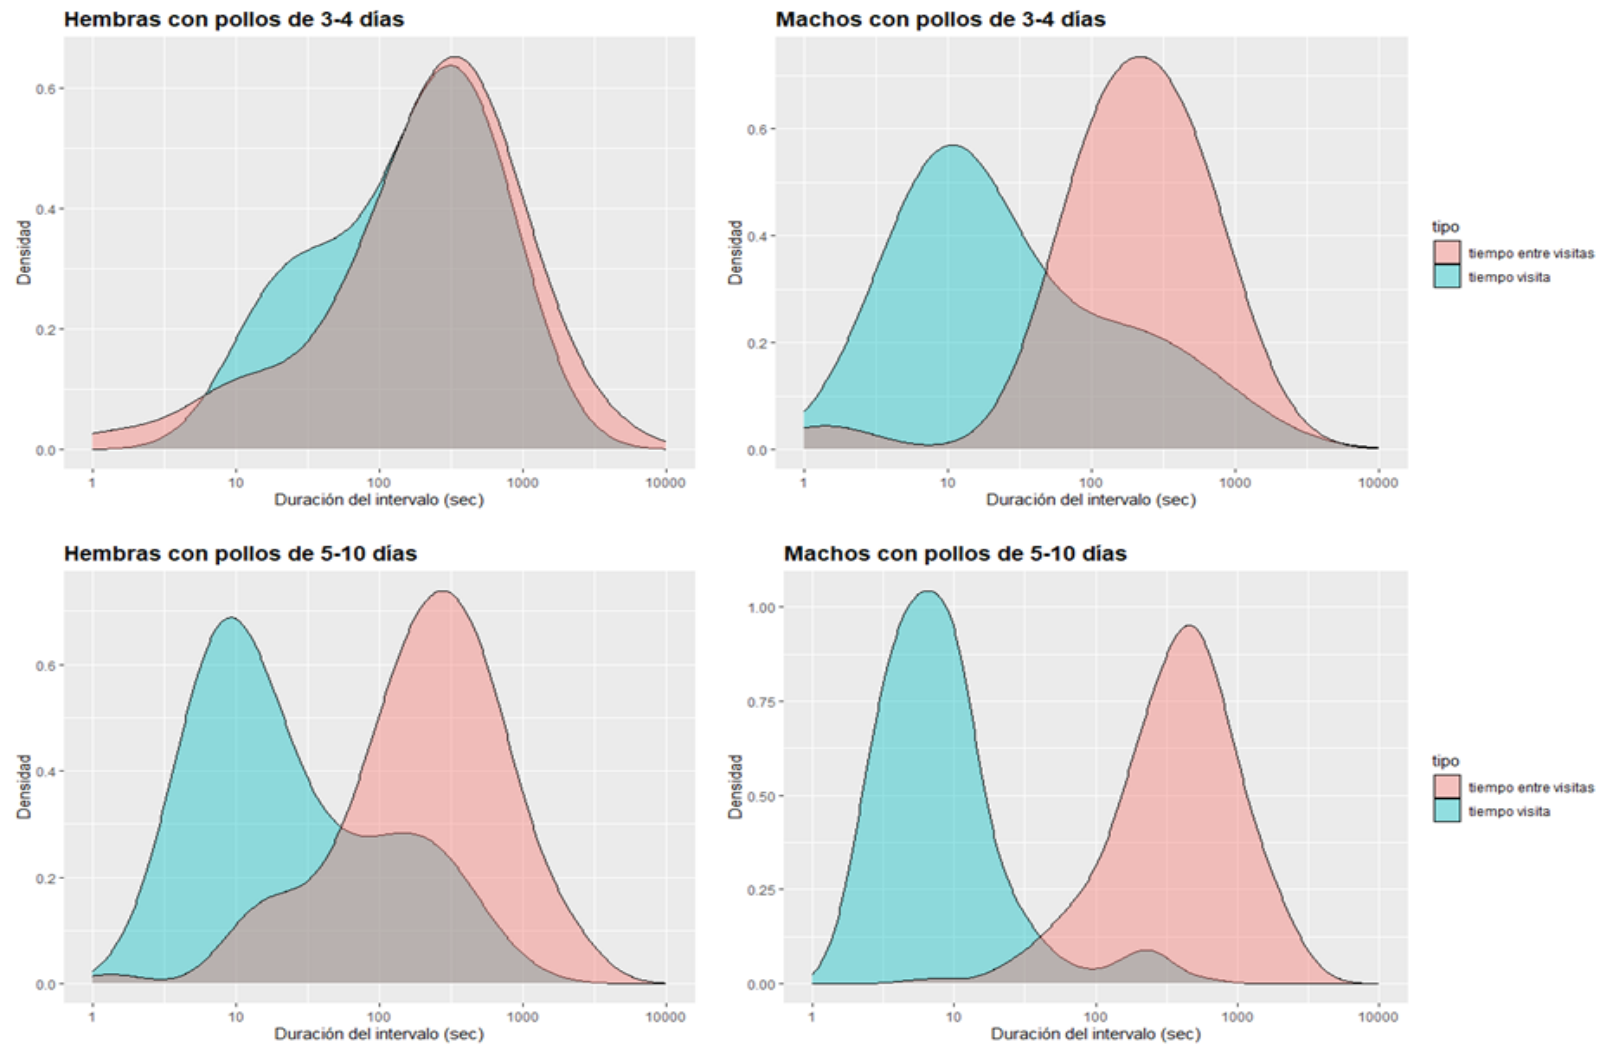 Hembras con pollos de 3-4 días
0.6
0.4
0.2
0.0
Densidad
1 10 100 1000 10000
Duración del intervalo (sec)
Machos con pollos de 3-4 días
0.6
0.4
0.2
0.0
Densidad
1 10 100 1000 10000
Duración del intervalo (sec)
tipo
tiempo entre visitas
tiempo visita
Hembras con pollos de 5-10 días
0.6
0.4
0.2
0.0
Densidad
1 10 100 1000 10000
Duración del intervalo (sec)
Machos con pollos de 5-10 días
1.00
0.75
0.50
0.25
0.00
Densidad
1 10 100 1000 10000
Duración del intervalo (sec)
tipo
tiempo entre visitas
tiempo visita